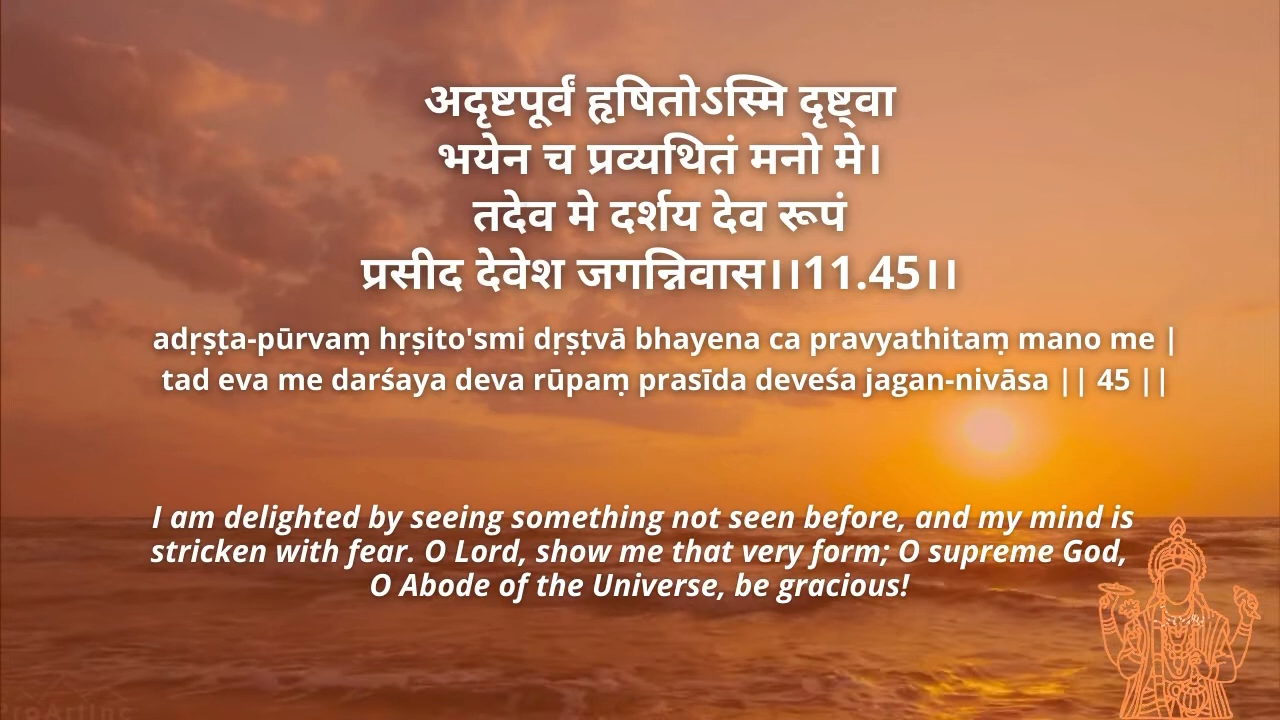 अदृष्टपूर्वं हृषितोऽस्मि दृष्ट्वा
भयेन च प्रव्यथितं मनो मे।
तदेव मे दर्शय देव रूपं
प्रसीद देवेश जगन्निवास।।11.45।।
adṛṣṭa-pūrvaṃ hṛṣito'smi dṛṣṭvā bhayena ca pravyathitaṃ mano me |
tad eva me darśaya deva rūpaṃ prasīda deveśa jagan-nivāsa || 45 ||
I am delighted by seeing something not seen before, and my mind is
stricken with fear. O Lord, show me that very form; O supreme God,
O Abode of the Universe, be gracious!